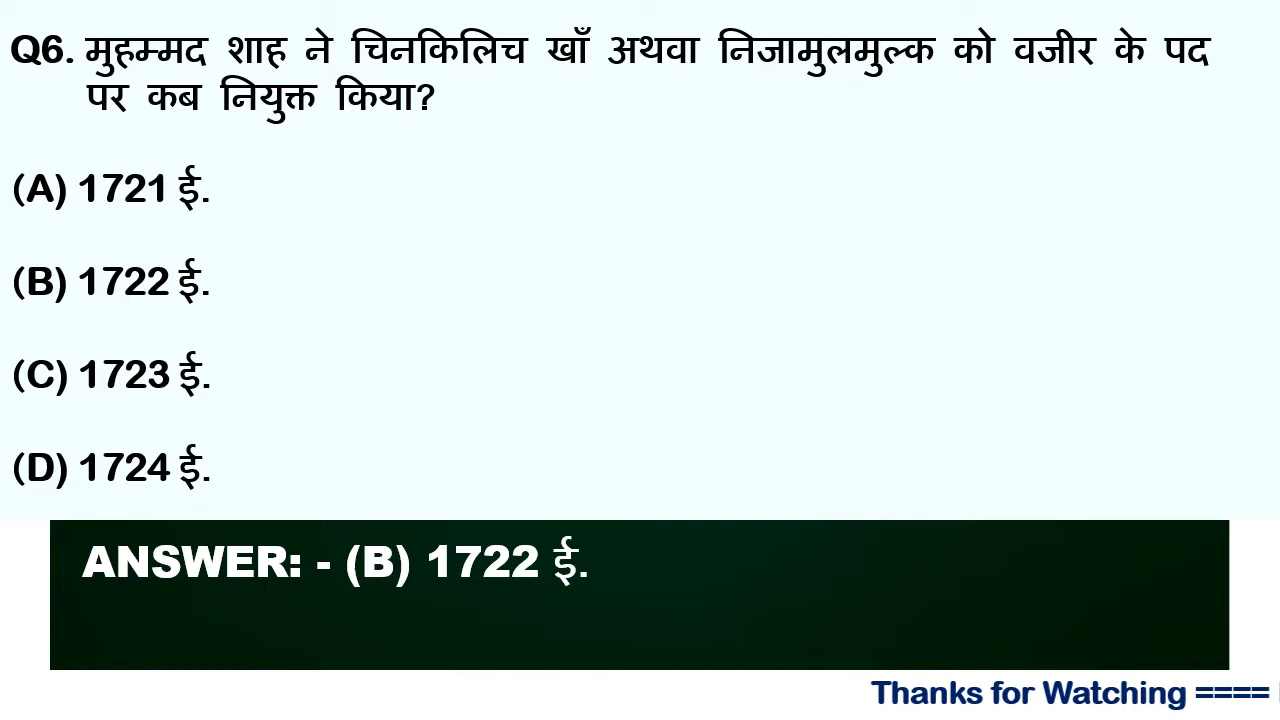 Q6. मुहम्मद शाह ने चिनकिलिच खाँ अथवा निजामुलमुल्क को वजीर के पद
पर कब नियुक्त किया?
(A) 1721 ई.
(B) 1722 ई.
(C) 1723 ई.
(D) 1724 ई.
ANSWER: - (B) 1722 ई.
Thanks for Watching ====